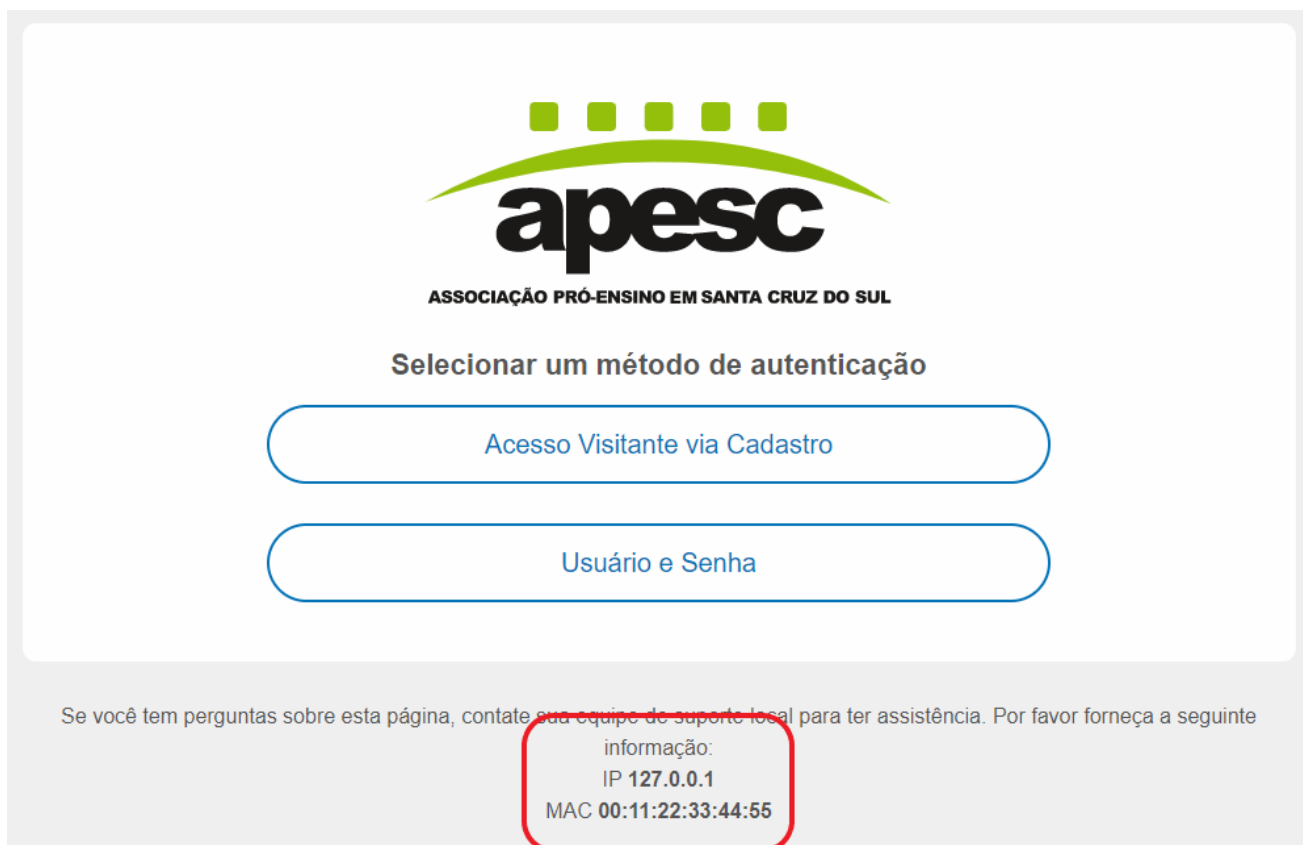 apesc
ASSOCIAÇÃO PRÓ-ENSINO EM SANTA CRUZ DO SUL
Selecionar um método de autenticação
Acesso Visitante via Cadastro
Usuário e Senha
Se você tem perguntas sobre esta página, contate sua equipe de suporte local para ter assistência. Por favor forneça a seguinte
informação:
IP 127.0.0.1
MAC 00:11:22:33:44:55